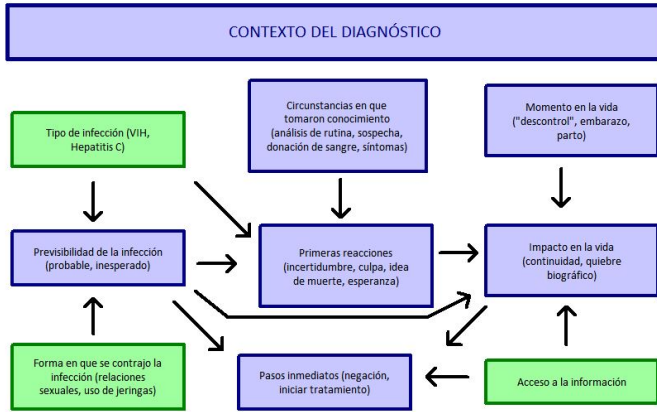 CONTEXTO DEL DIAGNÓSTICO
Tipo de infección (VIH,
Hepatitis C)
Circunstancias en que
tomaron conocimiento
(análisis de rutina, sospecha,
donación de sangre, síntomas)
Momento en la vida
("descontrol", embarazo,
parto)
Previsibilidad de la infección
(probable, inesperado)
Primeras reacciones
(incertidumbre, culpa, idea
de muerte, esperanza)
Impacto en la vida
(continuidad, quiebre
biográfico)
Forma en que se contrajo la
infección (relaciones
sexuales, uso de jeringas)
Pasos inmediatos (negación,
iniciar tratamiento)
Acceso a la información